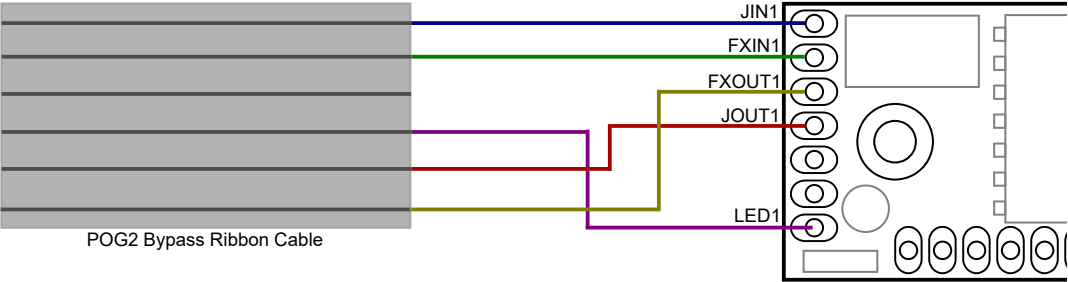 JIN1
FXIN1
FXOUT1
JOUT1
LED1
POG2 Bypass Ribbon Cable